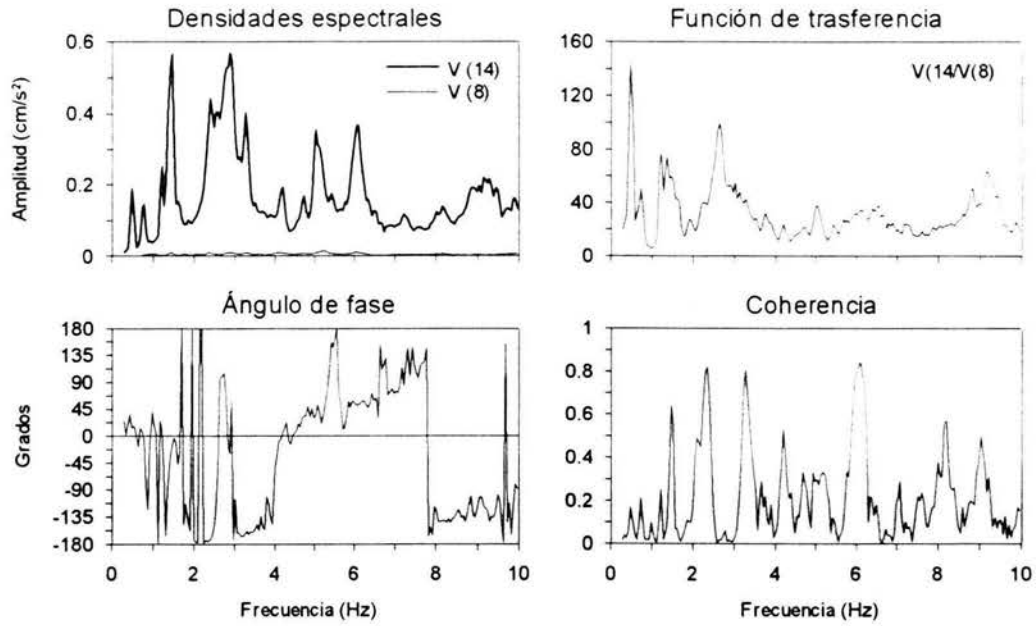 Densidades espectrales
Amplitud (cm/s²)
0.6
0.4
0.2
0
V (14)
V (8)
Función de trasferencia
160
120
80
40
0
V(14/V(8)
Ángulo de fase
Grados
180
135
90
45
0
-45
-90
-135
-180
0 2 4 6 8 10
Frecuencia (Hz)
Coherencia
1
0.8
0.6
0.4
0.2
0
0 2 4 6 8 10
Frecuencia (Hz)